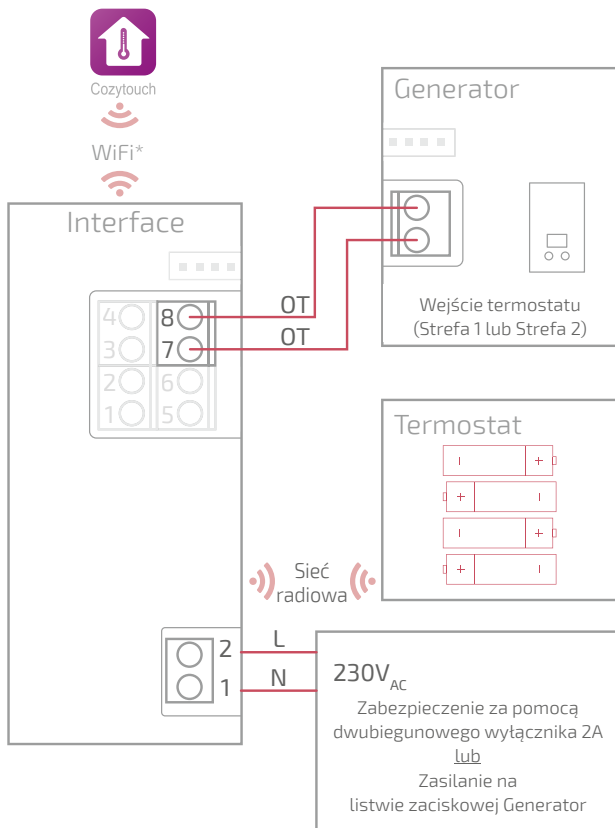 Cozytouch
WiFi*
Interface
4 8
3 7
2 6
1 5
OT
OT
Generator
Wejście termostatu
(Strefa 1 lub Strefa 2)
Termostat
- +
+ -
- +
+ -
Sieć
radiowa
2 L
1 N
230V AC
Zabezpieczenie za pomocą
dwubiegunowego wyłącznika 2A
lub
Zasilanie na
listwie zaciskowej Generator